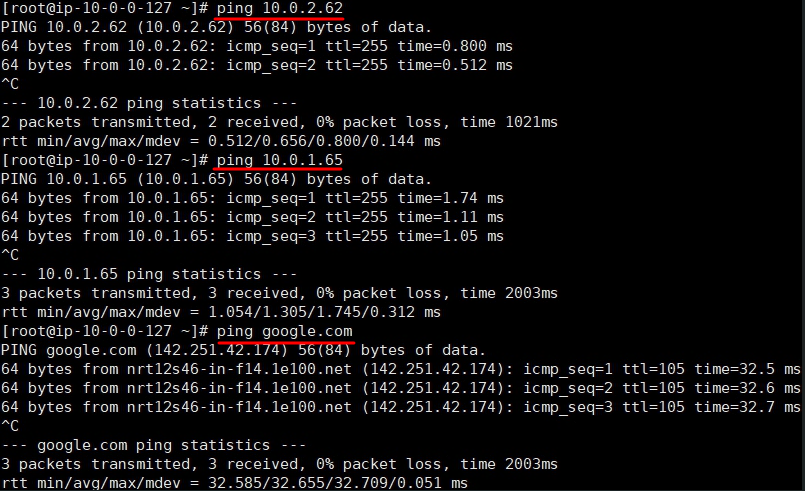 [root@ip-10-0-0-127 ~]# ping 10.0.2.62
PING 10.0.2.62 (10.0.2.62) 56(84) bytes of data.
64 bytes from 10.0.2.62: icmp_seq=1 ttl=255 time=0.800 ms
64 bytes from 10.0.2.62: icmp_seq=2 ttl=255 time=0.512 ms
^C
--- 10.0.2.62 ping statistics ---
2 packets transmitted, 2 received, 0% packet loss, time 1021ms
rtt min/avg/max/mdev = 0.512/0.656/0.800/0.144 ms
[root@ip-10-0-0-127 ~]# ping 10.0.1.65
PING 10.0.1.65 (10.0.1.65) 56(84) bytes of data.
64 bytes from 10.0.1.65: icmp_seq=1 ttl=255 time=1.74 ms
64 bytes from 10.0.1.65: icmp_seq=2 ttl=255 time=1.11 ms
64 bytes from 10.0.1.65: icmp_seq=3 ttl=255 time=1.05 ms
^C
--- 10.0.1.65 ping statistics ---
3 packets transmitted, 3 received, 0% packet loss, time 2003ms
rtt min/avg/max/mdev = 1.054/1.305/1.745/0.312 ms
[root@ip-10-0-0-127 ~]# ping google.com
PING google.com (142.251.42.174) 56(84) bytes of data.
64 bytes from nrt12s46-in-f14.1e100.net (142.251.42.174): icmp_seq=1 ttl=105 time=32.5 ms
64 bytes from nrt12s46-in-f14.1e100.net (142.251.42.174): icmp_seq=2 ttl=105 time=32.6 ms
64 bytes from nrt12s46-in-f14.1e100.net (142.251.42.174): icmp_seq=3 ttl=105 time=32.7 ms
^C
--- google.com ping statistics ---
3 packets transmitted, 3 received, 0% packet loss, time 2003ms
rtt min/avg/max/mdev = 32.585/32.655/32.709/0.051 ms